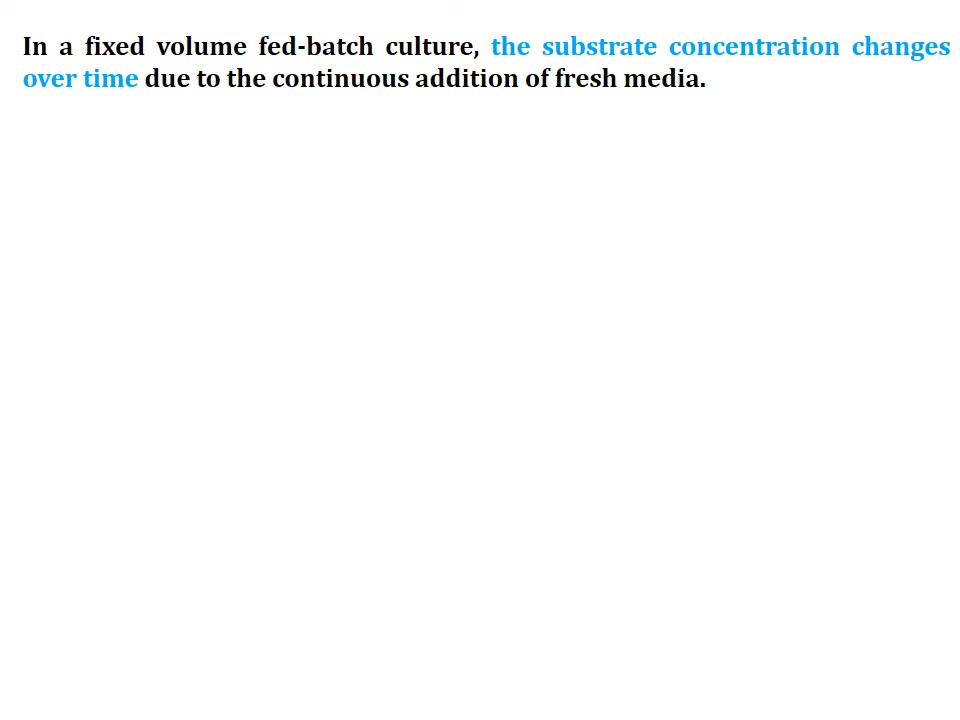 In a fixed volume fed-batch culture, the substrate concentration changes
over time due to the continuous addition of fresh media.